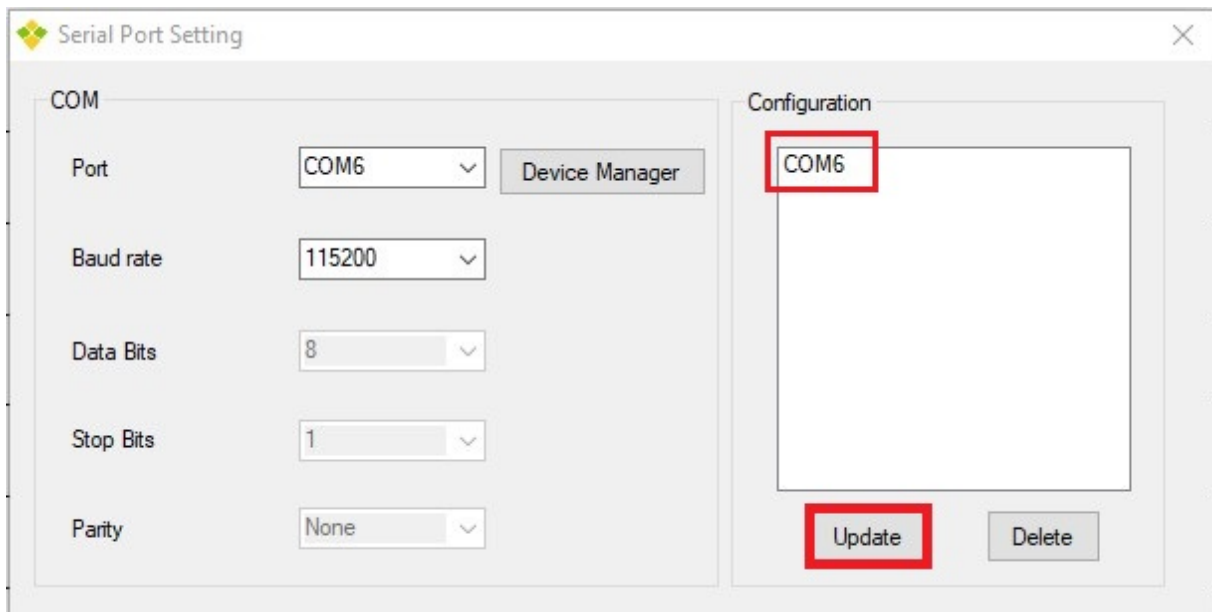 Serial Port Setting
COM
Port
COM6
Device Manager
Baud rate
115200
Data Bits
8
Stop Bits
1
Parity
None
Configuration
COM6
Update
Delete